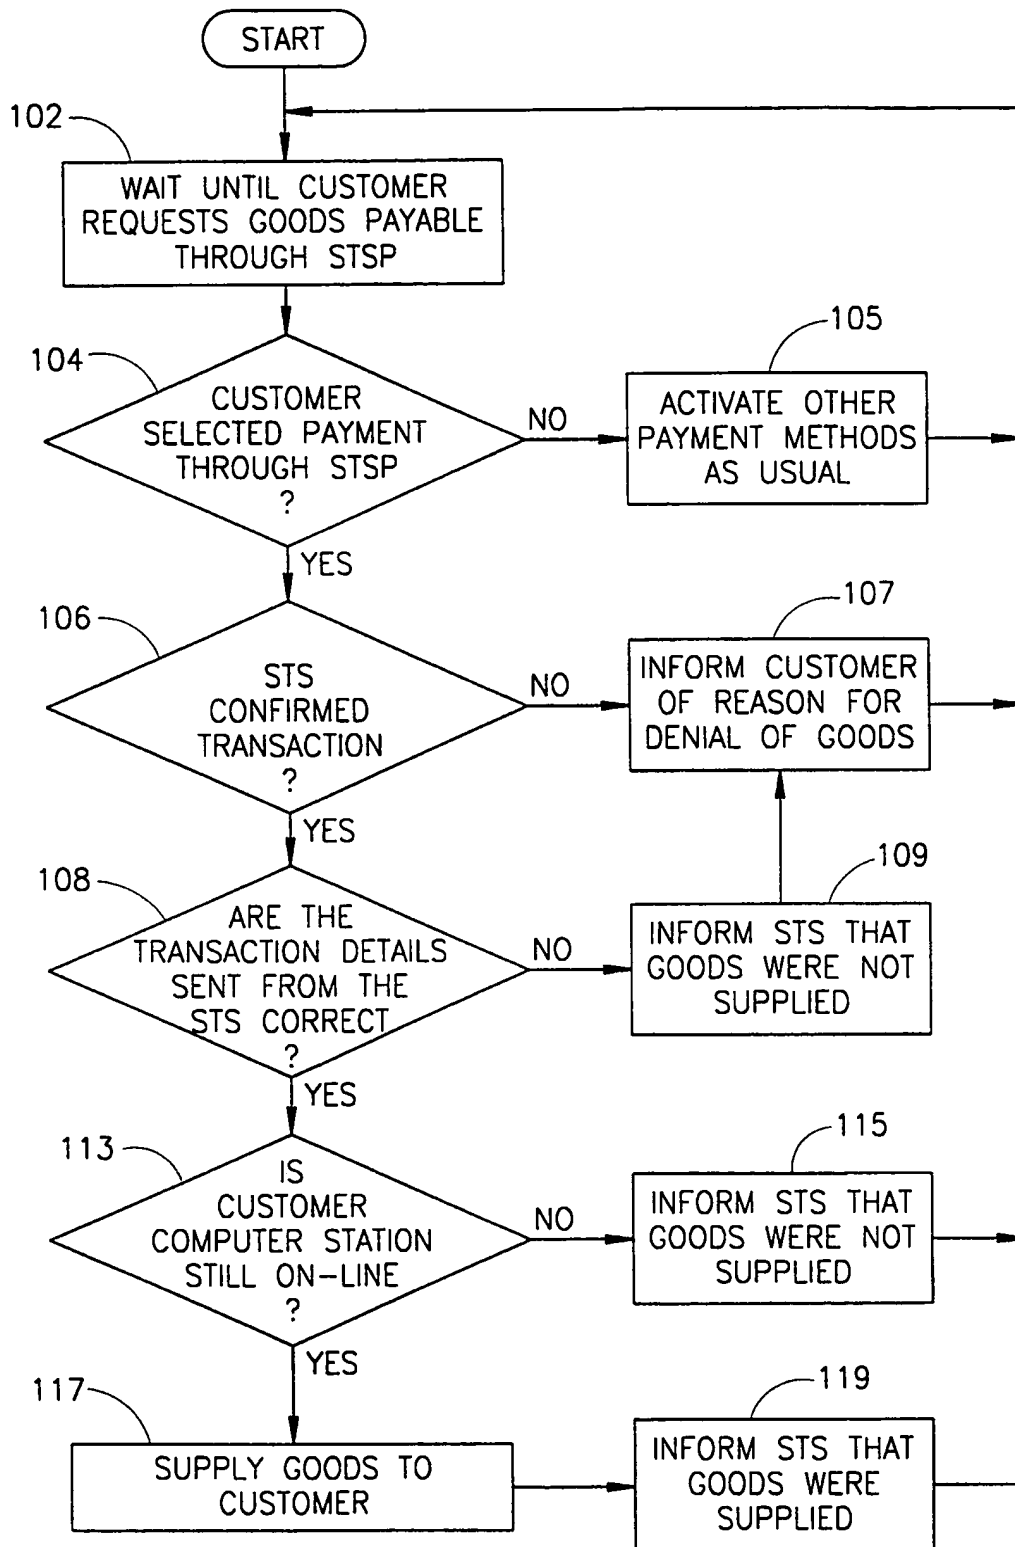 START
102
WAIT UNTIL CUSTOMER
REQUESTS GOODS PAYABLE
THROUGH STSP
104
CUSTOMER
SELECTED PAYMENT
THROUGH STSP
?
NO
105
ACTIVATE OTHER
PAYMENT METHODS
AS USUAL
YES
106
STS
CONFIRMED
TRANSACTION
?
NO
107
INFORM CUSTOMER
OF REASON FOR
DENIAL OF GOODS
YES
108
ARE THE
TRANSACTION DETAILS
SENT FROM THE
STS CORRECT
?
NO
109
INFORM STS THAT
GOODS WERE NOT
SUPPLIED
YES
113
IS
CUSTOMER
COMPUTER STATION
STILL ON-LINE
?
NO
115
INFORM STS THAT
GOODS WERE NOT
SUPPLIED
YES
117
SUPPLY GOODS TO
CUSTOMER
119
INFORM STS THAT
GOODS WERE
SUPPLIED